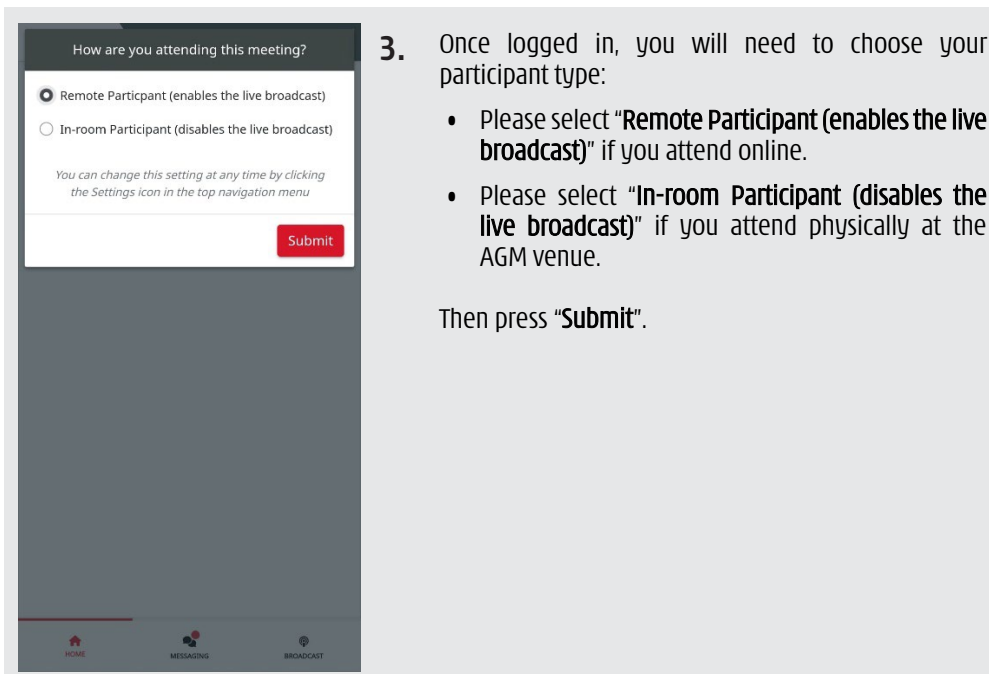 How are you attending this meeting?
Remote Particpant (enables the live broadcast)
In-room Participant (disables the live broadcast)
You can change this setting at any time by clicking
the Settings icon in the top navigation menu
Submit
HOME
MESSAGING
BROADCAST
3. Once logged in, you will need to choose your
participant type:
• Please select “Remote Participant (enables the live
broadcast)” if you attend online.
• Please select “In-room Participant (disables the
live broadcast)” if you attend physically at the
AGM venue.
Then press “Submit”.